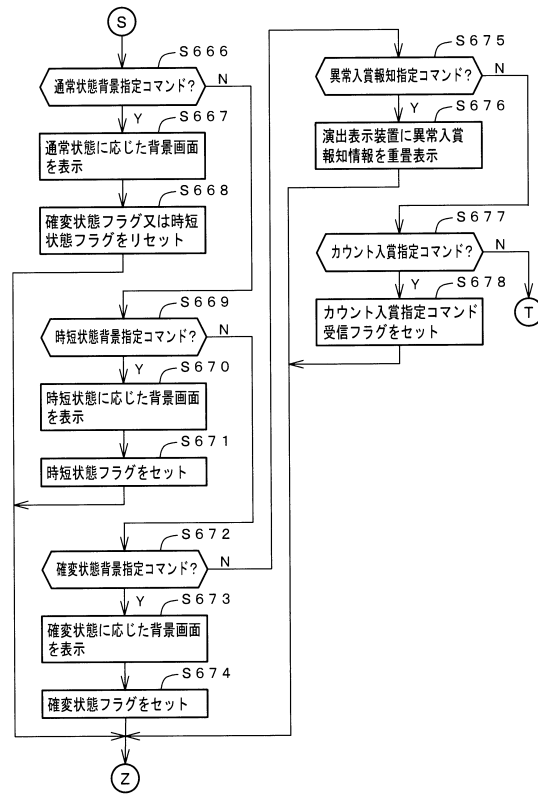 S
S666
通常状態背景指定コマンド?
N
Y
S667
通常状態に応じた背景画面
を表示
S668
確変状態フラグ又は時短
状態フラグをリセット
S669
時短状態背景指定コマンド?
N
Y
S670
時短状態に応じた背景画面
を表示
S671
時短状態フラグをセット
S672
確変状態背景指定コマンド?
N
Y
S673
確変状態に応じた背景画面
を表示
S674
確変状態フラグをセット
Z
S675
異常入賞報知指定コマンド?
N
Y
S676
演出表示装置に異常入賞
報知情報を重畳表示
S677
カウント入賞指定コマンド?
N
Y
S678
カウント入賞指定コマンド
受信フラグをセット
T